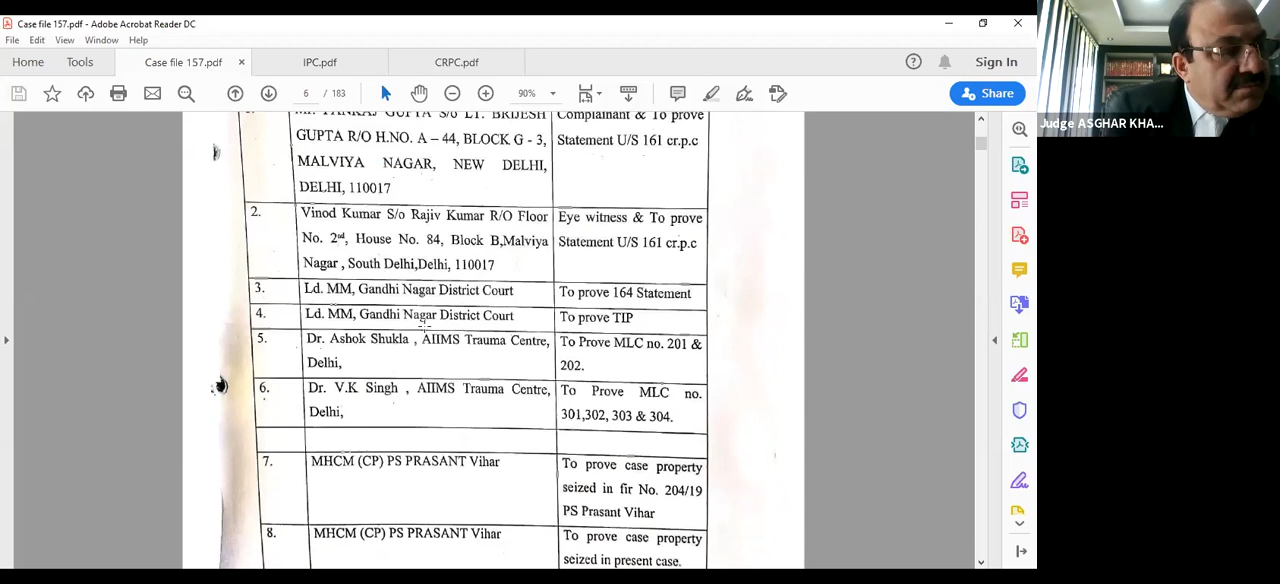 Case file 157.pdf - Adobe Acrobat Reader DC
File Edit View Window Help
Home Tools Case file 157.pdf × IPC.pdf CRPC.pdf Sign In
6 / 183 90% Share
Judge ASGHAR KHA...
GUPTA S/O LT. BRIJESH
GUPTA R/O H.NO. A – 44, BLOCK G - 3,
MALVIYA NAGAR, NEW DELHI,
DELHI, 110017
Complainant & To prove
Statement U/S 161 cr.p.c
2.
Vinod Kumar S/o Rajiv Kumar R/O Floor
No. 2nd, House No. 84, Block B,Malviya
Nagar , South Delhi,Delhi, 110017
Eye witness & To prove
Statement U/S 161 cr.p.c
3.
Ld. MM, Gandhi Nagar District Court
To prove 164 Statement
4.
Ld. MM, Gandhi Nagar District Court
To prove TIP
5.
Dr. Ashok Shukla , AIIMS Trauma Centre,
Delhi,
To Prove MLC no. 201 &
202.
6.
Dr. V.K Singh , AIIMS Trauma Centre,
Delhi,
To Prove MLC no.
301,302, 303 & 304.
7.
MHCM (CP) PS PRASANT Vihar
To prove case property
seized in fir No. 204/19
PS Prasant Vihar
8.
MHCM (CP) PS PRASANT Vihar
To prove case property
seized in present case.